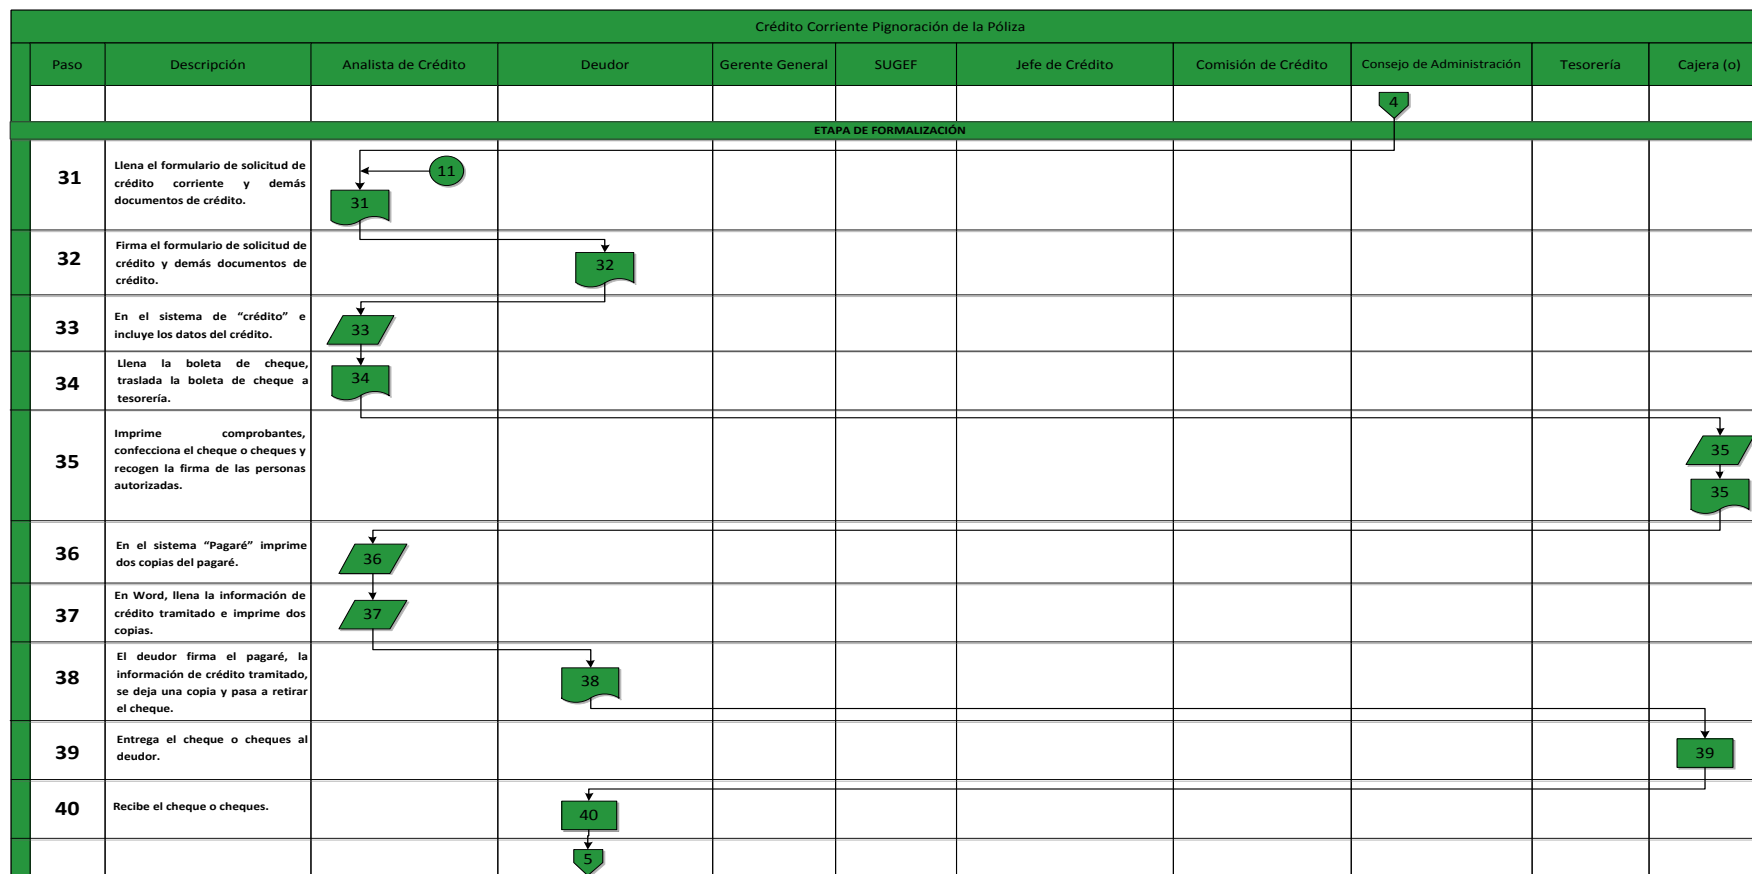 Crédito Corriente Pignoración de la Póliza
Paso Descripción Analista de Crédito Deudor Gerente General SUGEF Jefe de Crédito Comisión de Crédito Consejo de Administración Tesorería Cajera (o)
4
ETAPA DE FORMALIZACIÓN
31
Llena el formulario de solicitud de
crédito corriente y demás
documentos de crédito.
11
31
32
Firma el formulario de solicitud de
crédito y demás documentos de
crédito.
32
33
En el sistema de “crédito” e
incluye los datos del crédito.
33
34
Llena la boleta de cheque,
traslada la boleta de cheque a
tesorería.
34
35
Imprime comprobantes,
confecciona el cheque o cheques y
recogen la firma de las personas
autorizadas.
35
35
36
En el sistema “Pagaré” imprime
dos copias del pagaré.
36
37
En Word, llena la información de
crédito tramitado e imprime dos
copias.
37
38
El deudor firma el pagaré, la
información de crédito tramitado,
se deja una copia y pasa a retirar
el cheque.
38
39
Entrega el cheque o cheques al
deudor.
39
40
Recibe el cheque o cheques.
40
5